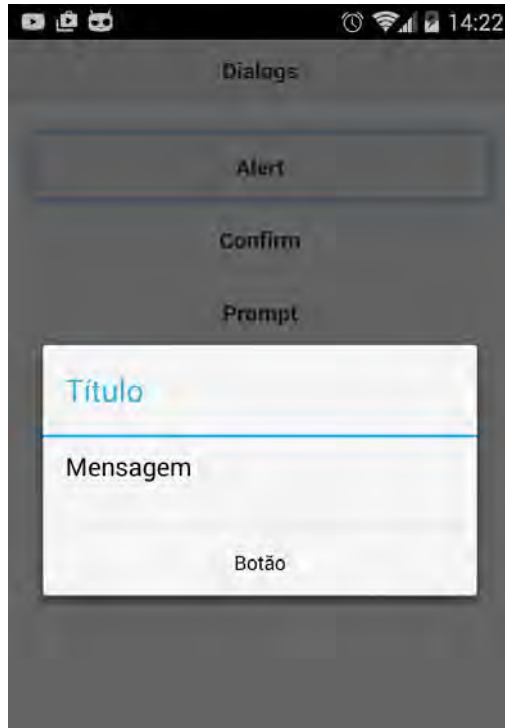 14:22
Dialogs
Alert
Confirm
Prompt
Título
Mensagem
Botão